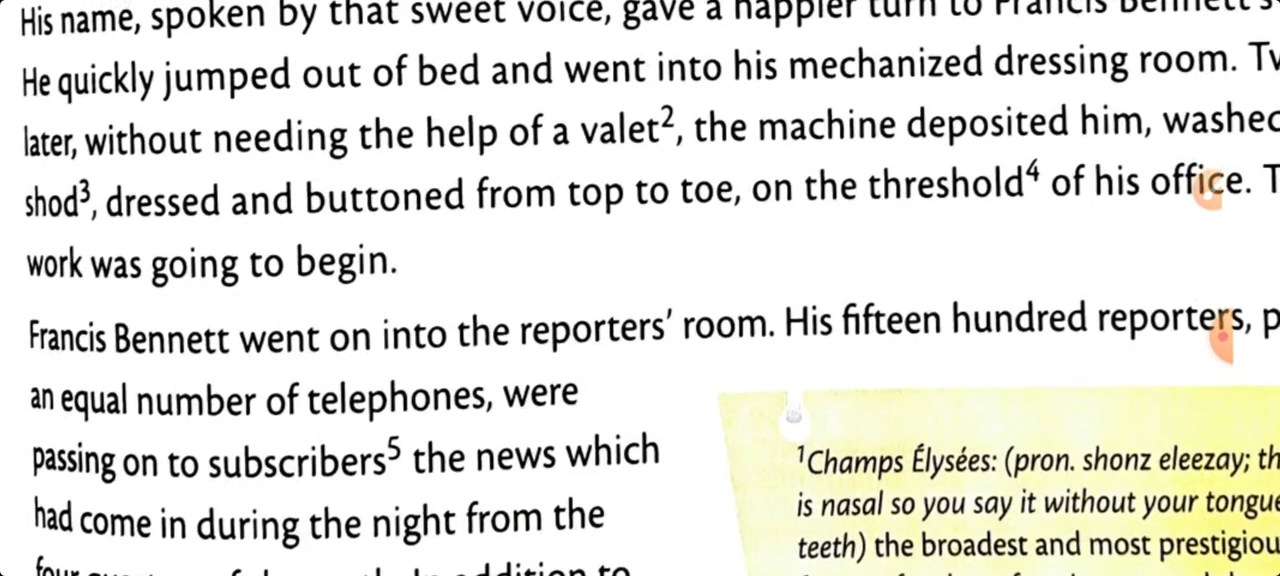 His name, spoken by that sweet voice, gave a happier turn to Francis Bennett's
He quickly jumped out of bed and went into his mechanized dressing room.
later, without needing the help of a valet², the machine deposited him, washed
shod³, dressed and buttoned from top to toe, on the threshold⁴ of his office.
work was going to begin.
Francis Bennett went on into the reporters' room. His fifteen hundred reporters,
an equal number of telephones, were
passing on to subscribers⁵ the news which
had come in during the night from the
four
addition to
¹Champs Élysées: (pron. shonz eleezay;
is nasal so you say it without your tongue
teeth) the broadest and most